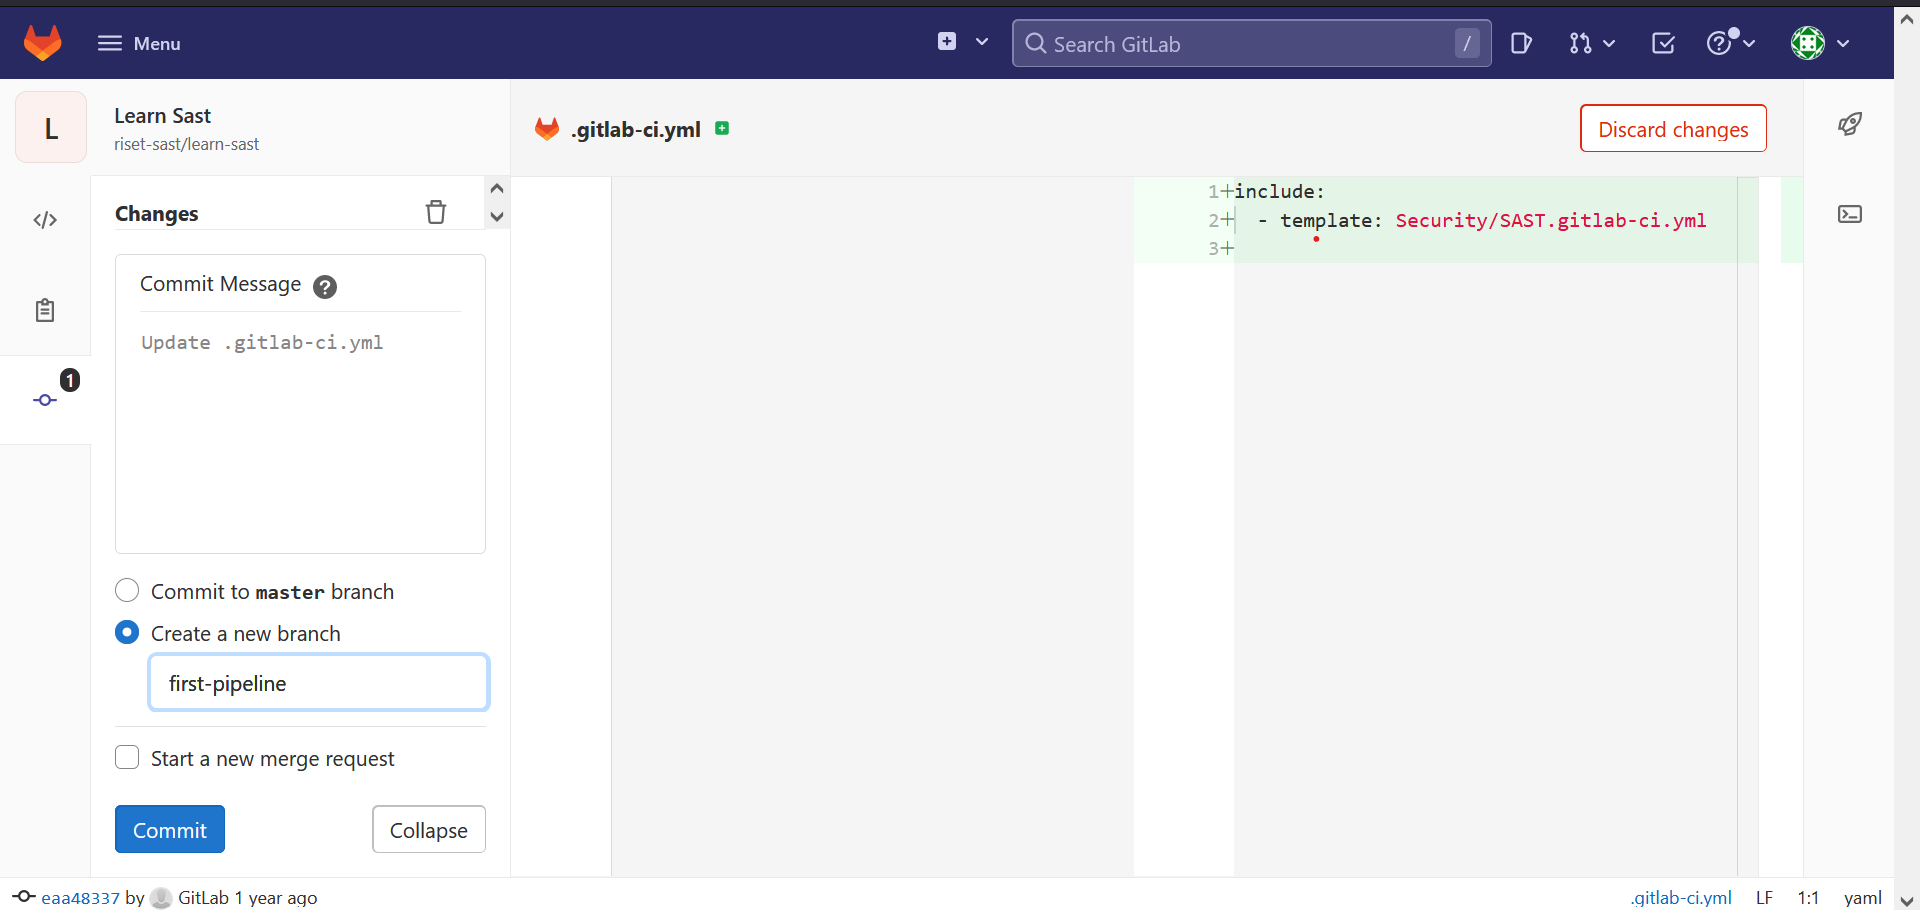 Menu
Search GitLab
/
L
Learn Sast
riset-sast/learn-sast
.gitlab-ci.yml
Discard changes
Changes
Commit Message ?
Update .gitlab-ci.yml
1
Commit to master branch
Create a new branch
first-pipeline
Start a new merge request
Commit
Collapse
1+include:
2+  - template: Security/SAST.gitlab-ci.yml
3+
eaa48337 by GitLab 1 year ago
.gitlab-ci.yml LF 1:1 yaml